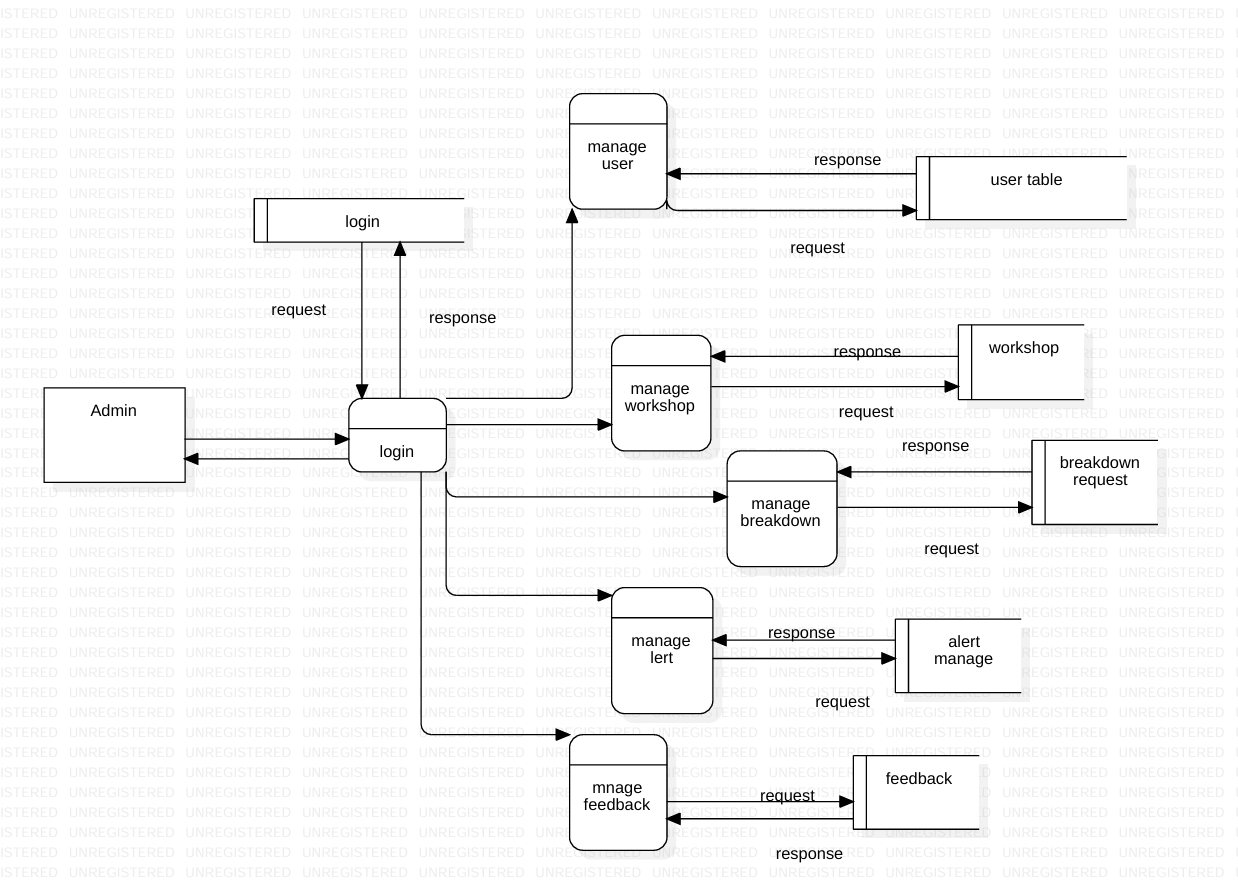 manage
user
response
user table
request
login
request
response
response
workshop
manage
workshop
request
Admin
login
response
breakdown
request
manage
breakdown
request
manage
lert
response
alert
manage
request
mnage
feedback
request
feedback
response
UNREGISTERED